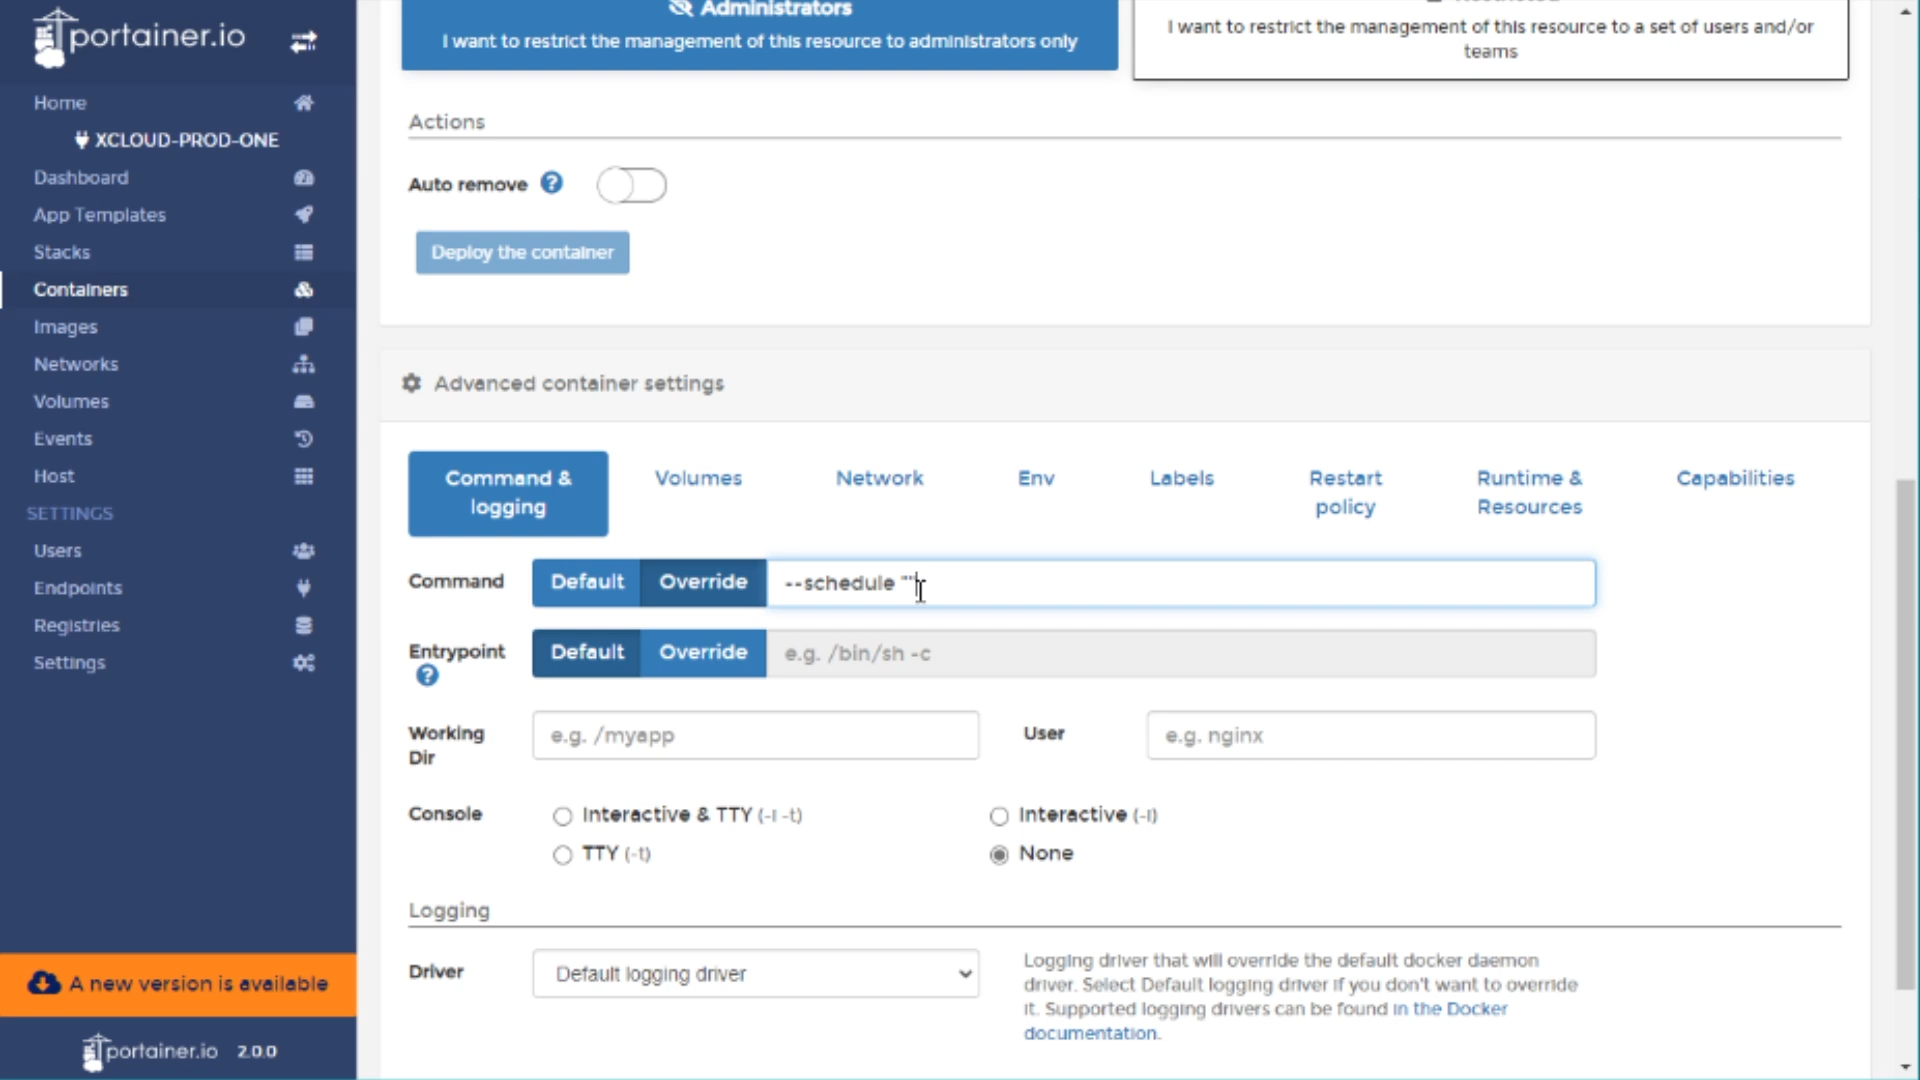 portainer.io
Home
XCLOUD-PROD-ONE
Dashboard
App Templates
Stacks
Containers
Images
Networks
Volumes
Events
Host
SETTINGS
Users
Endpoints
Registries
Settings
A new version is available
portainer.io 2.0.0
Administrators
I want to restrict the management of this resource to administrators only
I want to restrict the management of this resource to a set of users and/or
teams
Actions
Auto remove
Deploy the container
Advanced container settings
Command &
logging
Volumes
Network
Env
Labels
Restart
policy
Runtime &
Resources
Capabilities
Command
Default
Override
--schedule ""
Entrypoint
Default
Override
e.g. /bin/sh -c
Working
Dir
e.g. /myapp
User
e.g. nginx
Console
Interactive & TTY (-i -t)
Interactive (-i)
TTY (-t)
None
Logging
Driver
Default logging driver
Logging driver that will override the default docker daemon
driver. Select Default logging driver if you don't want to override
it. Supported logging drivers can be found in the Docker
documentation.